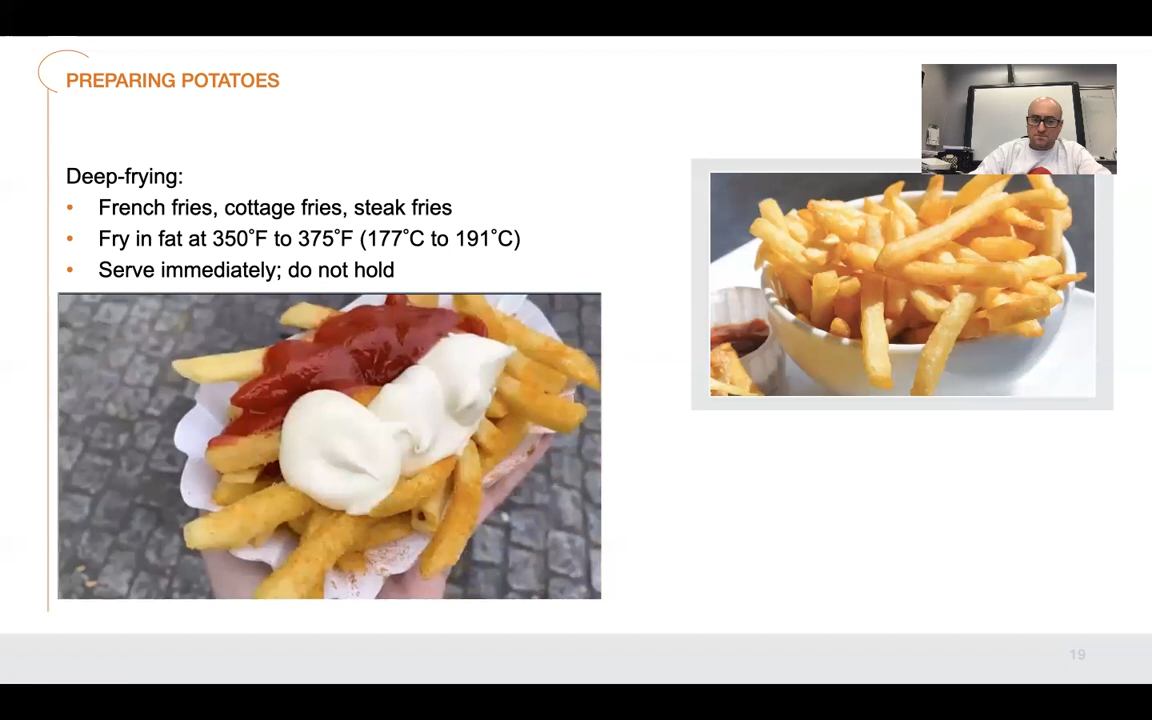 PREPARING POTATOES
Deep-frying:
• French fries, cottage fries, steak fries
• Fry in fat at 350˚F to 375˚F (177˚C to 191˚C)
• Serve immediately; do not hold
19